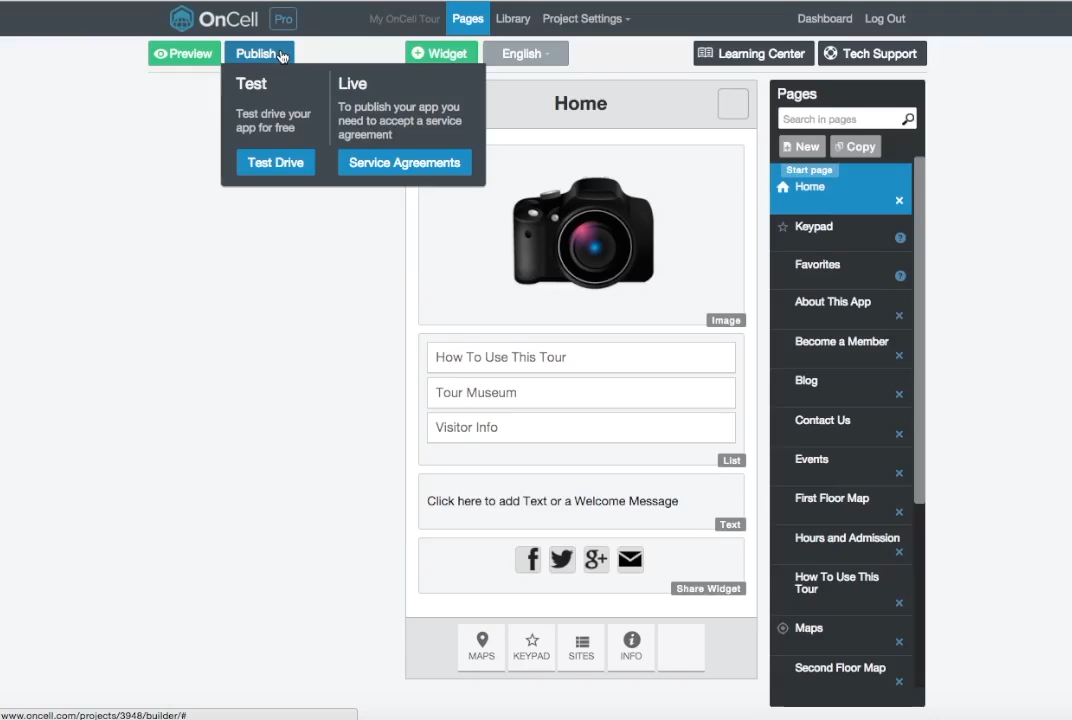 OnCell Pro
My OnCell Tour Pages Library Project Settings
Dashboard Log Out
Preview Publish
Widget English
Learning Center Tech Support
Test
Test drive your
app for free
Test Drive
Live
To publish your app you
need to accept a service
agreement
Service Agreements
Home
Image
How To Use This Tour
Tour Museum
Visitor Info
List
Click here to add Text or a Welcome Message
Text
f g+
Share Widget
MAPS KEYPAD SITES INFO
Pages
Search in pages
New Copy
Start page
Home
Keypad
Favorites
About This App
Become a Member
Blog
Contact Us
Events
First Floor Map
Hours and Admission
How To Use This
Tour
Maps
Second Floor Map
www.oncell.com/projects/3948/builder/#